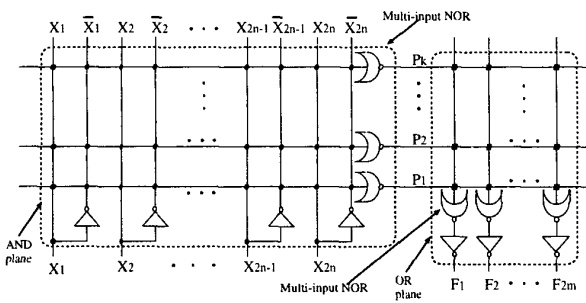 X1 X̅1 X2 X̅2 · · · X2n-1 X̅2n-1 X2n X̅2n
Multi-input NOR
Pk
P2
P1
AND plane
X1 X2 · · · · X2n-1 X2n
Multi-input NOR
OR plane
F1 F2 · · · · F2m